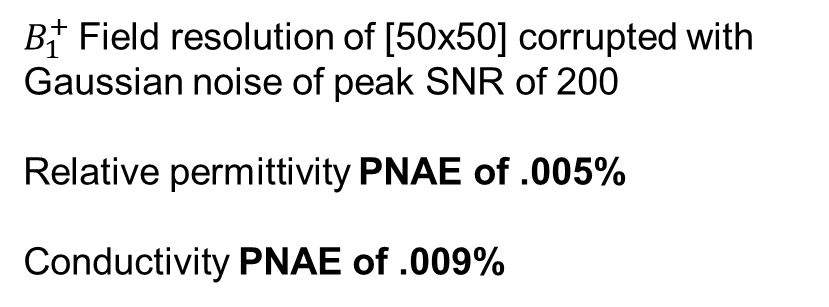 B₁⁺ Field resolution of [50x50] corrupted with
Gaussian noise of peak SNR of 200
Relative permittivity PNAE of .005%
Conductivity PNAE of .009%